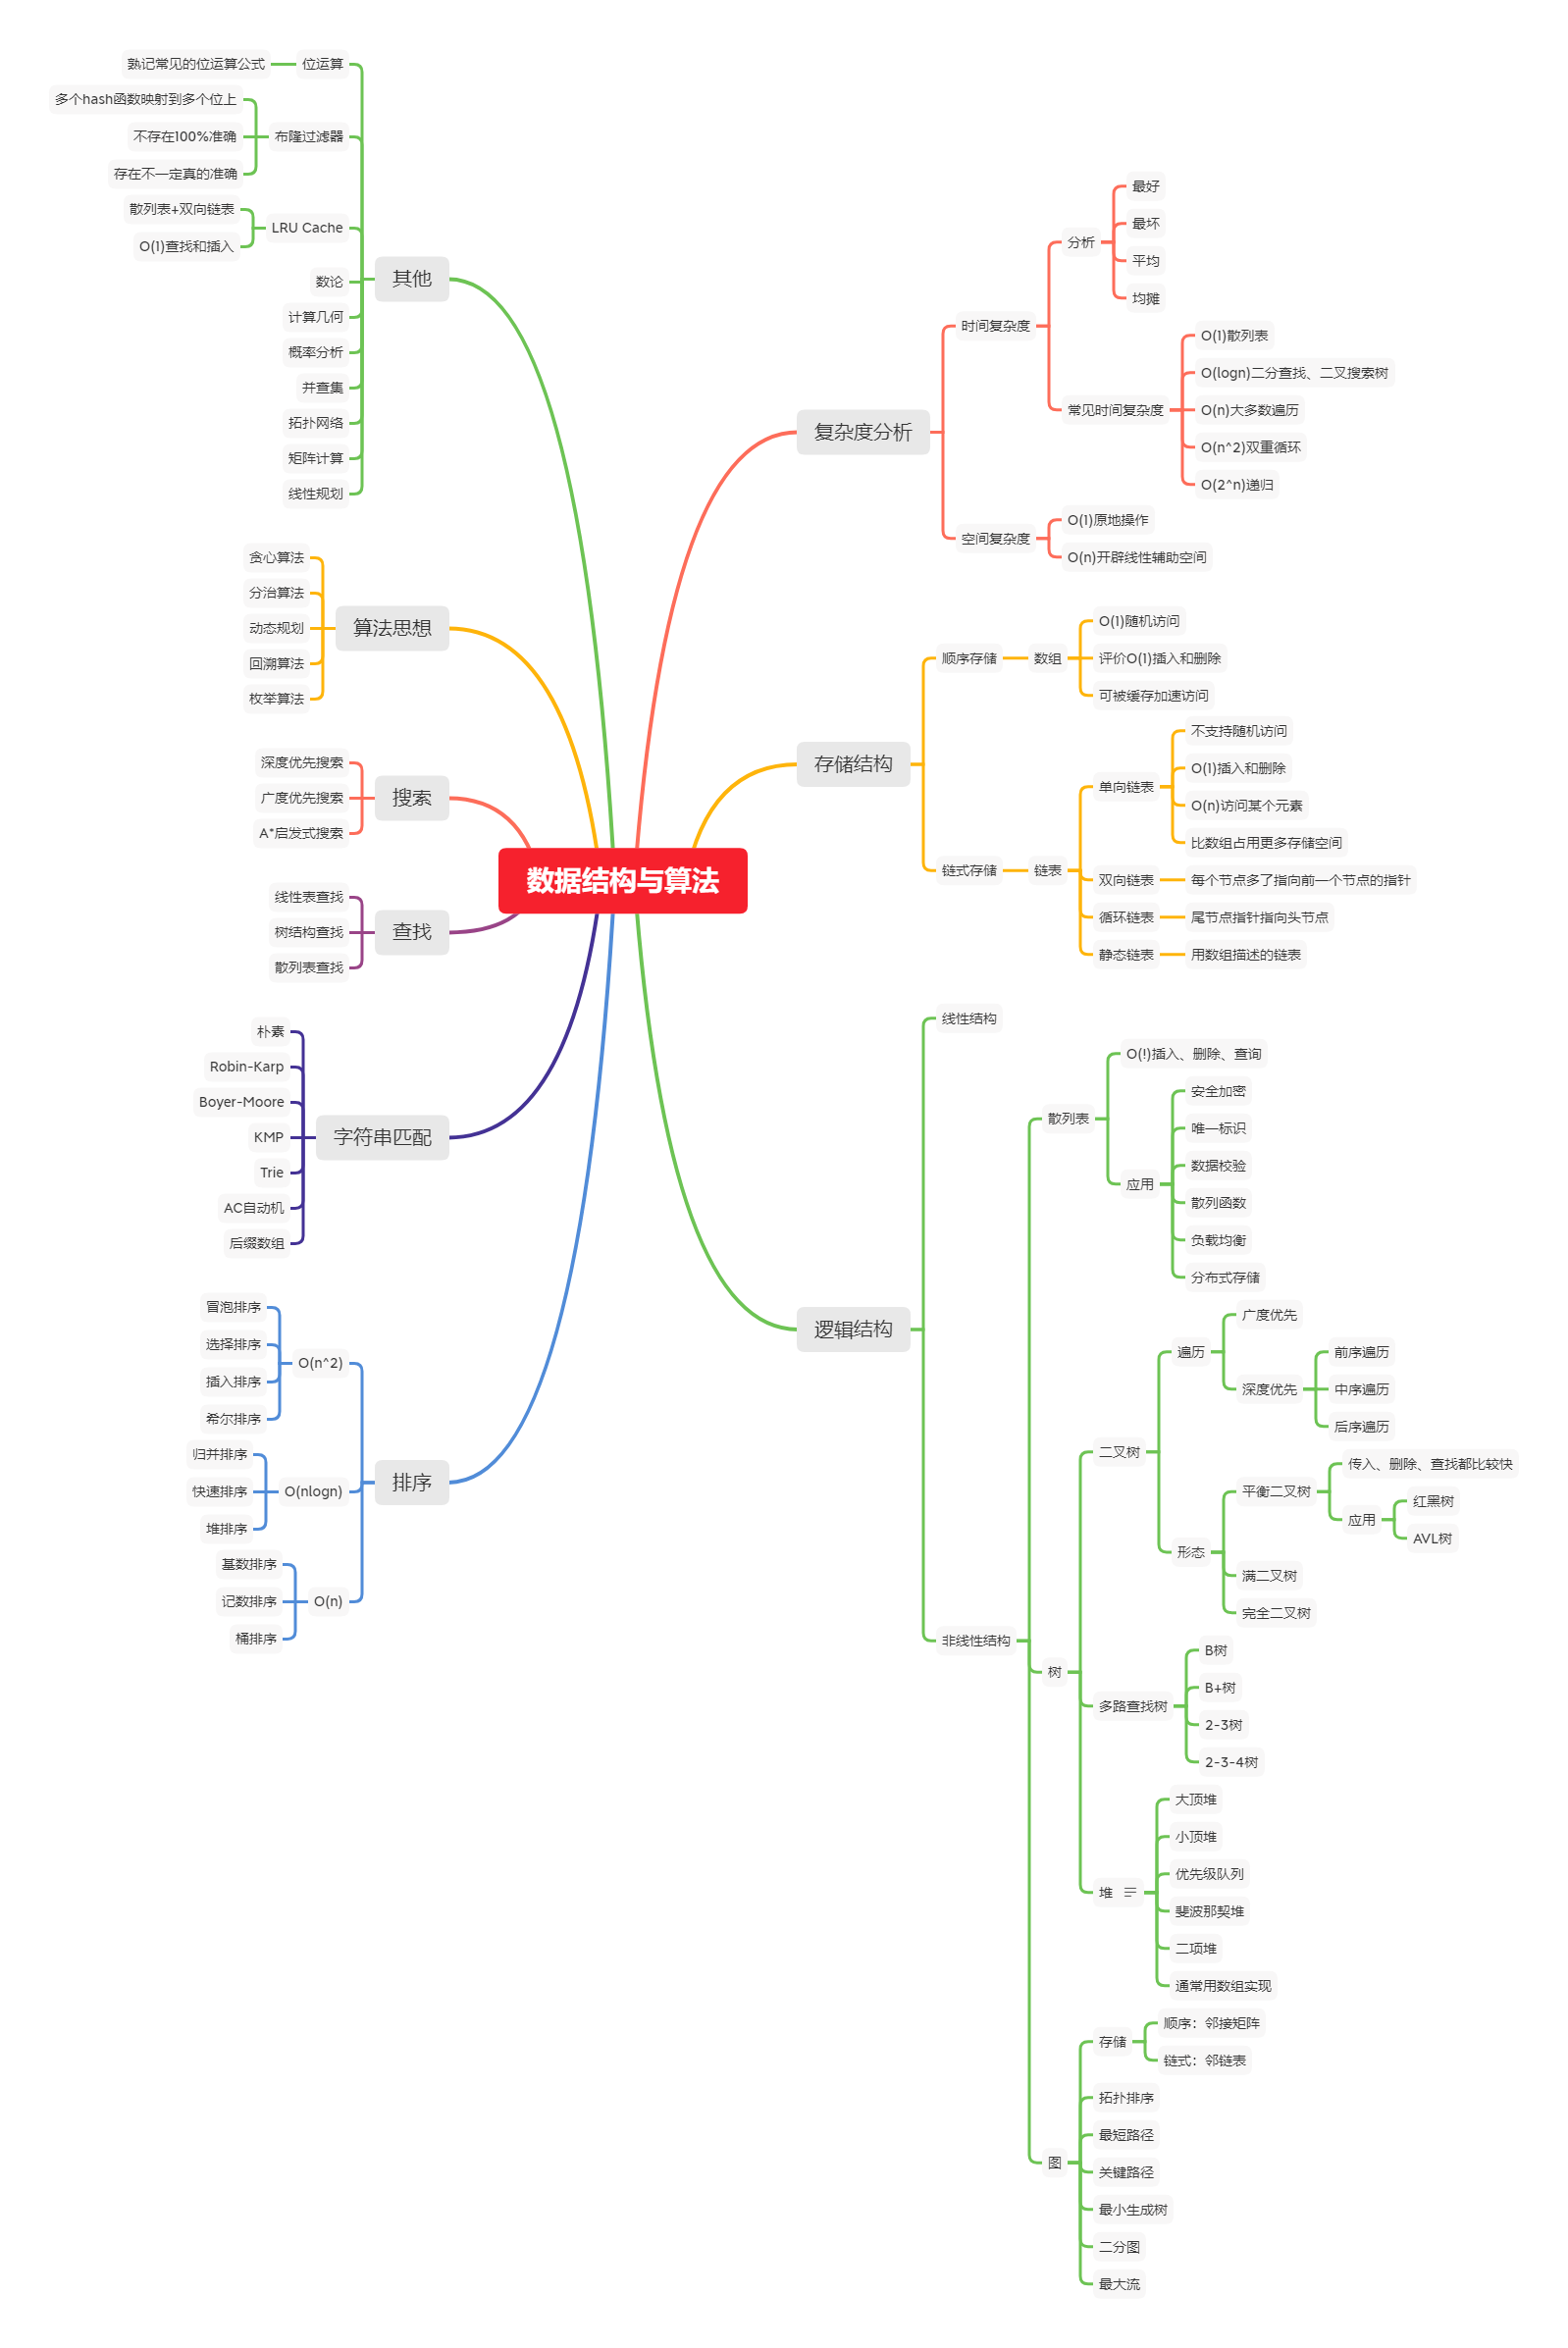 数据结构与算法
复杂度分析
时间复杂度
分析
最好
最坏
平均
均摊
常见时间复杂度
O(1)散列表
O(logn)二分查找、二叉搜索树
O(n)大多数遍历
O(n^2)双重循环
O(2^n)递归
空间复杂度
O(1)原地操作
O(n)开辟线性辅助空间
存储结构
顺序存储
数组
O(1)随机访问
评价O(1)插入和删除
可被缓存加速访问
链式存储
链表
单向链表
不支持随机访问
O(1)插入和删除
O(n)访问某个元素
比数组占用更多存储空间
双向链表
每个节点多了指向前一个节点的指针
循环链表
尾节点指针指向头节点
静态链表
用数组描述的链表
逻辑结构
线性结构
非线性结构
散列表
O(!)插入、删除、查询
应用
安全加密
唯一标识
数据校验
散列函数
负载均衡
分布式存储
树
二叉树
遍历
广度优先
深度优先
前序遍历
中序遍历
后序遍历
形态
平衡二叉树
传入、删除、查找都比较快
应用
红黑树
AVL树
满二叉树
完全二叉树
多路查找树
B树
B+树
2-3树
2-3-4树
堆
大顶堆
小顶堆
优先级队列
斐波那契堆
二项堆
通常用数组实现
图
存储
顺序：邻接矩阵
链式：邻链表
拓扑排序
最短路径
关键路径
最小生成树
二分图
最大流
其他
位运算
熟记常见的位运算公式
布隆过滤器
多个hash函数映射到多个位上
不存在100%准确
存在不一定真的准确
LRU Cache
散列表+双向链表
O(1)查找和插入
数论
计算几何
概率分析
并查集
拓扑网络
矩阵计算
线性规划
算法思想
贪心算法
分治算法
动态规划
回溯算法
枚举算法
搜索
深度优先搜索
广度优先搜索
A*启发式搜索
查找
线性表查找
树结构查找
散列表查找
字符串匹配
朴素
Robin-Karp
Boyer-Moore
KMP
Trie
AC自动机
后缀数组
排序
O(n^2)
冒泡排序
选择排序
插入排序
希尔排序
O(nlogn)
归并排序
快速排序
堆排序
O(n)
基数排序
记数排序
桶排序